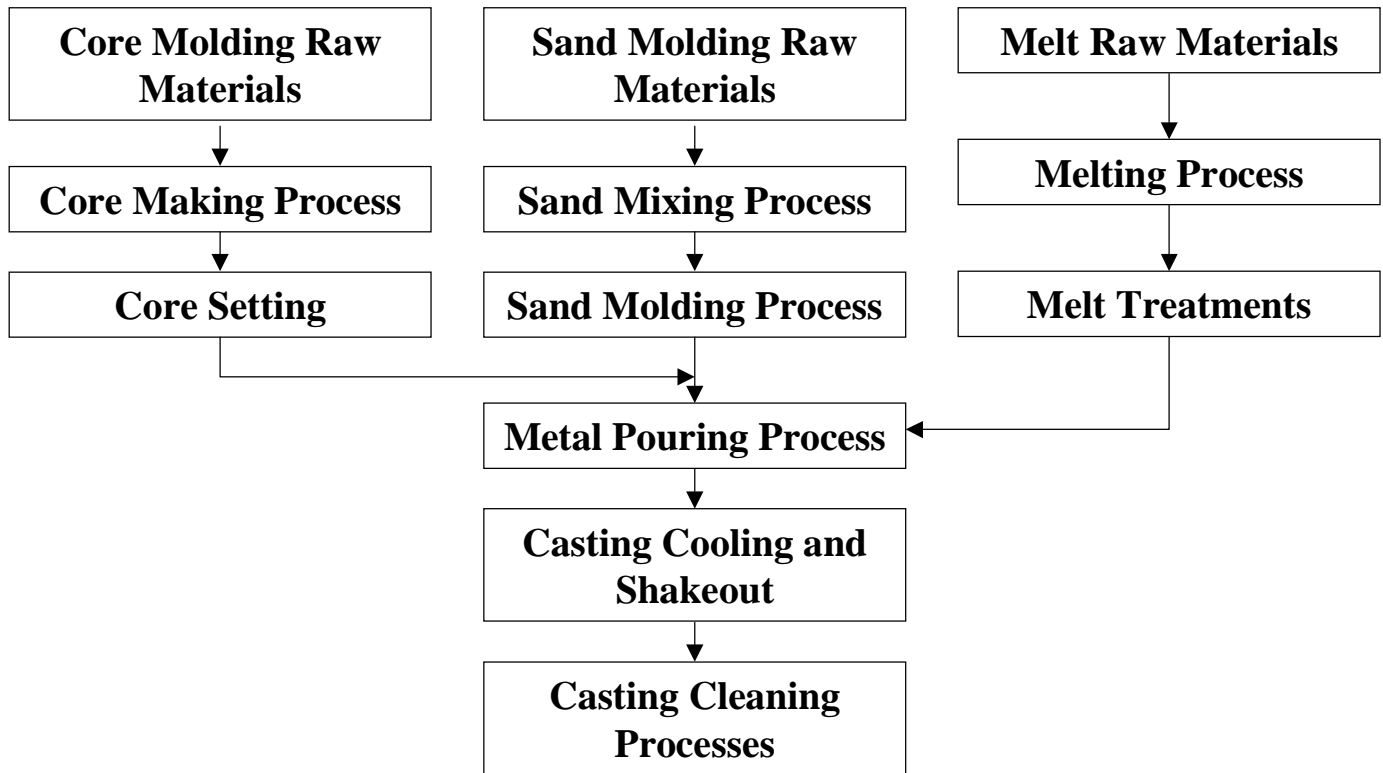 Core Molding Raw
Materials
Sand Molding Raw
Materials
Melt Raw Materials
Core Making Process
Sand Mixing Process
Melting Process
Core Setting
Sand Molding Process
Melt Treatments
Metal Pouring Process
Casting Cooling and
Shakeout
Casting Cleaning
Processes